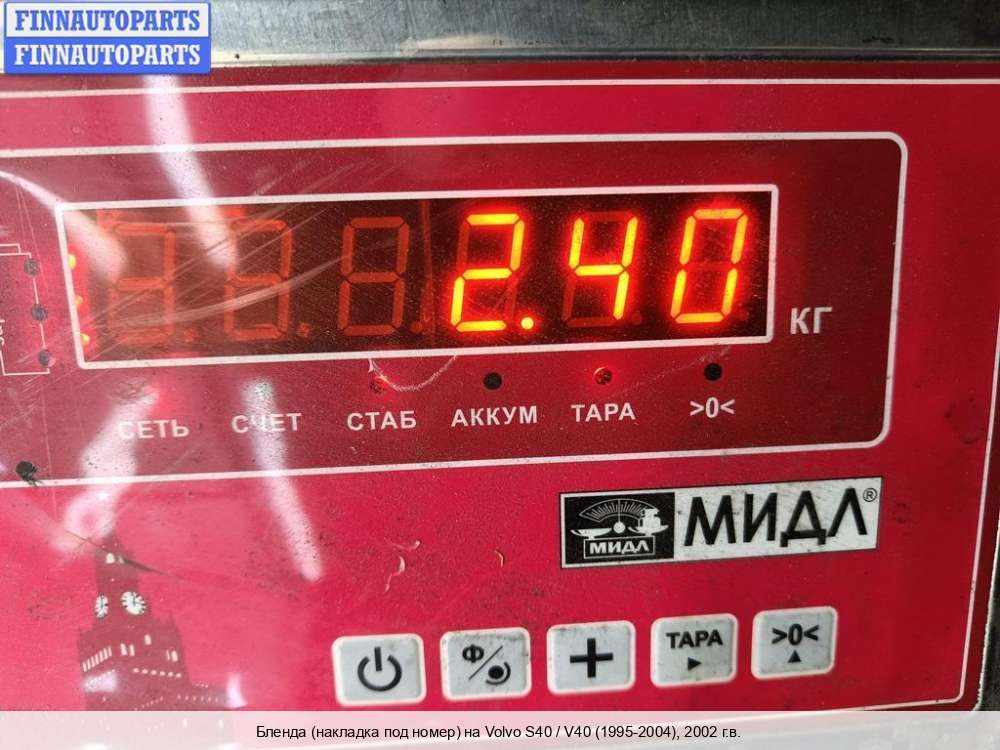 FINNAUTOPARTS
FINNAUTOPARTS
2.40
КГ
СЕТЬ СЧЕТ СТАБ АККУМ ТАРА >0<
МИДЛ МИДЛ®
Ф ТАРА >0<
Бленда (накладка под номер) на Volvo S40 / V40 (1995-2004), 2002 г.в.